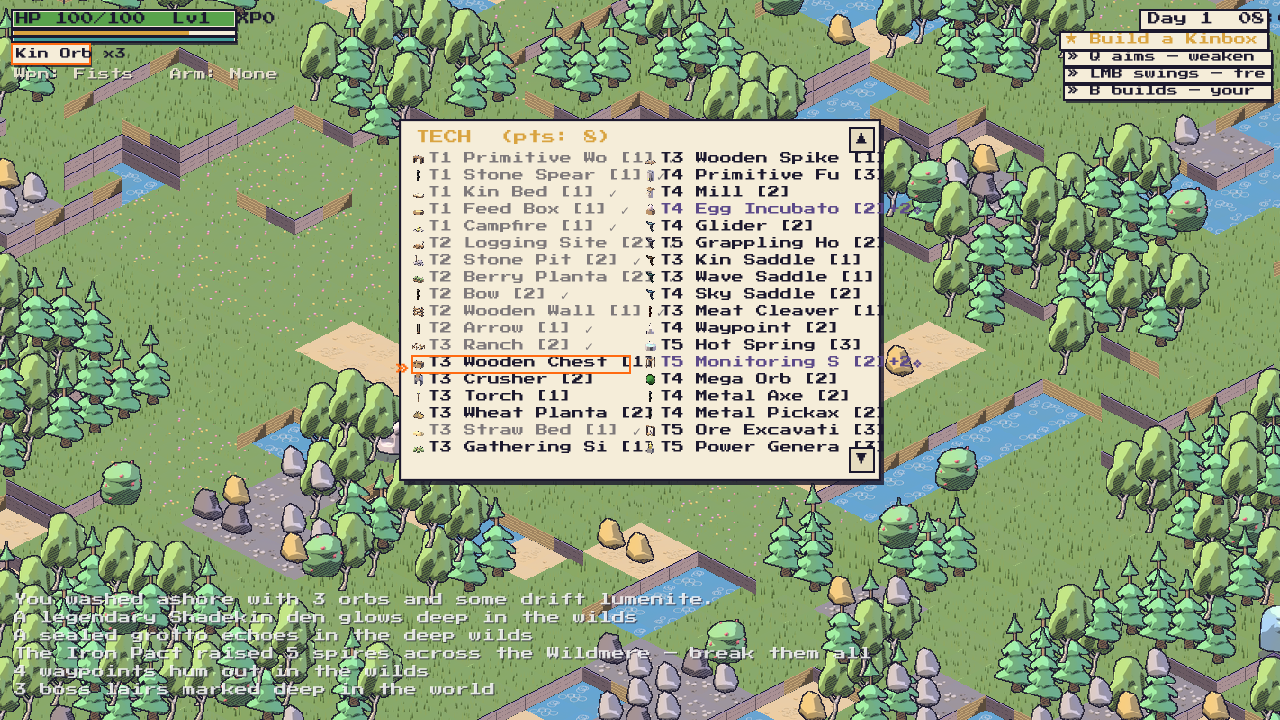 HP 100/100 Lv1 XP0
Kin Orb x3
Wpn: Fists Arm: None
Day 1 08
★ Build a Kinbox
» Q aims — weaken
» LMB swings — tre
» B builds — your
TECH (pts: 8)
▲
T1 Primitive Wo [1]
T1 Stone Spear [1]
T1 Kin Bed [1] ✓
T1 Feed Box [1] ✓
T1 Campfire [1] ✓
T2 Logging Site [2]
T2 Stone Pit [2] ✓
T2 Berry Planta [2]
T2 Bow [2] ✓
T2 Wooden Wall [1]
T2 Arrow [1] ✓
T3 Ranch [2] ✓
» T3 Wooden Chest [1]
T3 Crusher [2]
T3 Torch [1]
T3 Wheat Planta [2]
T3 Straw Bed [1] ✓
T3 Gathering Si [1]
T3 Wooden Spike [1]
T4 Primitive Fu [3]
T4 Mill [2]
T4 Egg Incubato [2] +2⋄
T4 Glider [2]
T5 Grappling Ho [2]
T3 Kin Saddle [1]
T3 Wave Saddle [1]
T4 Sky Saddle [2]
T3 Meat Cleaver [1]
T4 Waypoint [2]
T5 Hot Spring [3]
T5 Monitoring S [2] +2⋄
T4 Mega Orb [2]
T4 Metal Axe [2]
T4 Metal Pickax [2]
T5 Ore Excavati [3]
T5 Power Genera [3]
▼
You washed ashore with 3 orbs and some drift lumenite.
A legendary Shadekin den glows deep in the wilds
A sealed grotto echoes in the deep wilds
The Iron Pact raised 5 spires across the Wildmere — break them all
4 waypoints hum out in the wilds
3 boss lairs marked deep in the world